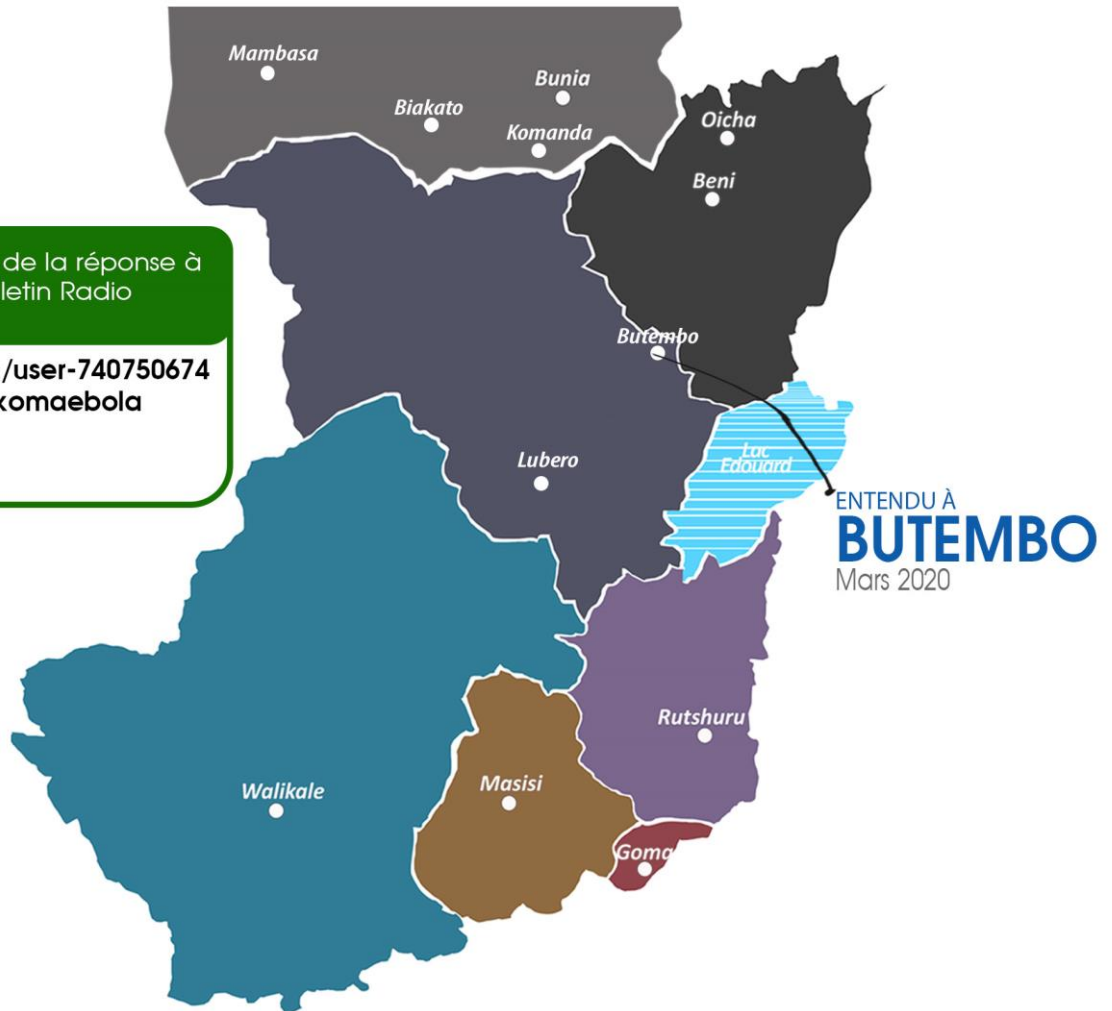 Mambasa
Bunia
Biakato
Komanda
Oicha
Beni
de la réponse à
letin Radio
/user-740750674
komaebola
Butembo
Lubero
Lac
Edouard
ENTENDU À
BUTEMBO
Mars 2020
Rutshuru
Masisi
Walikale
Goma